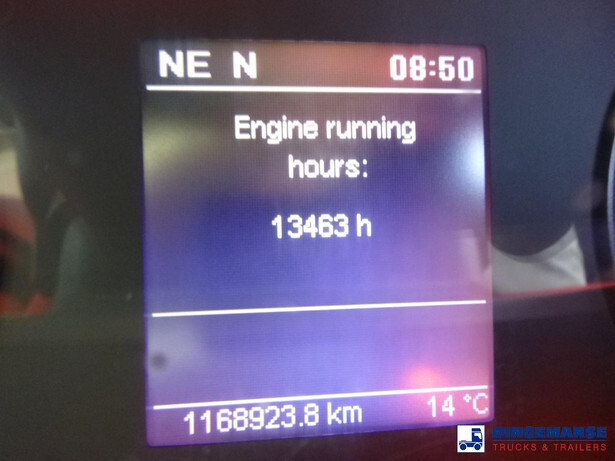 NE N 08:50
Engine running
hours:
13463 h
1168923.8 km 14 °C
DINGEMANSE
TRUCKS & TRAILERS